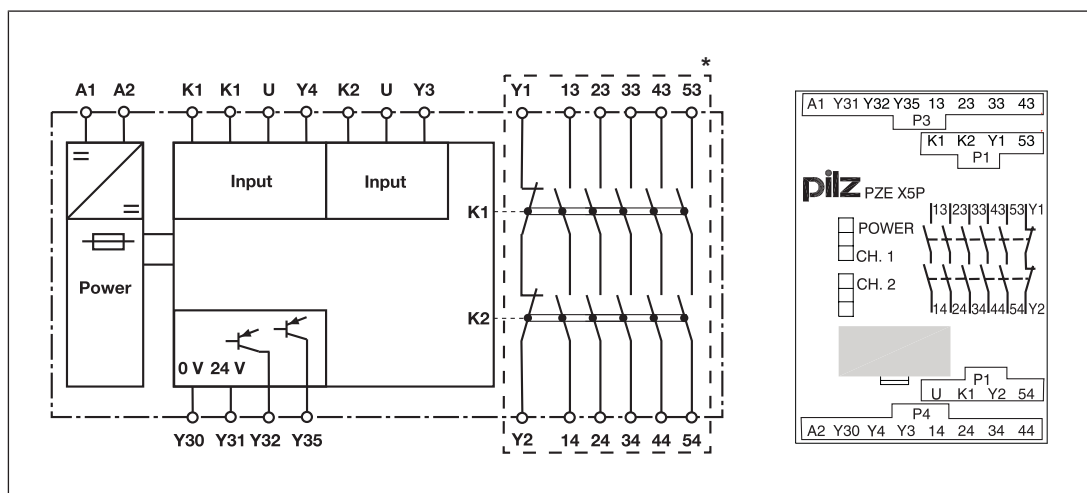 *
A1 A2 K1 K1 U Y4 K2 U Y3 Y1 13 23 33 43 53
Input Input
K1
Power
K2
0 V 24 V
Y30 Y31 Y32 Y35 Y2 14 24 34 44 54
A1 Y31 Y32 Y35 13 23 33 43
P3
K1 K2 Y1 53
P1
pilz PZE X5P
13 23 33 43 53 Y1
POWER
CH. 1
CH. 2
14 24 34 44 54 Y2
P1
U K1 Y2 54
P4
A2 Y30 Y4 Y3 14 24 34 44